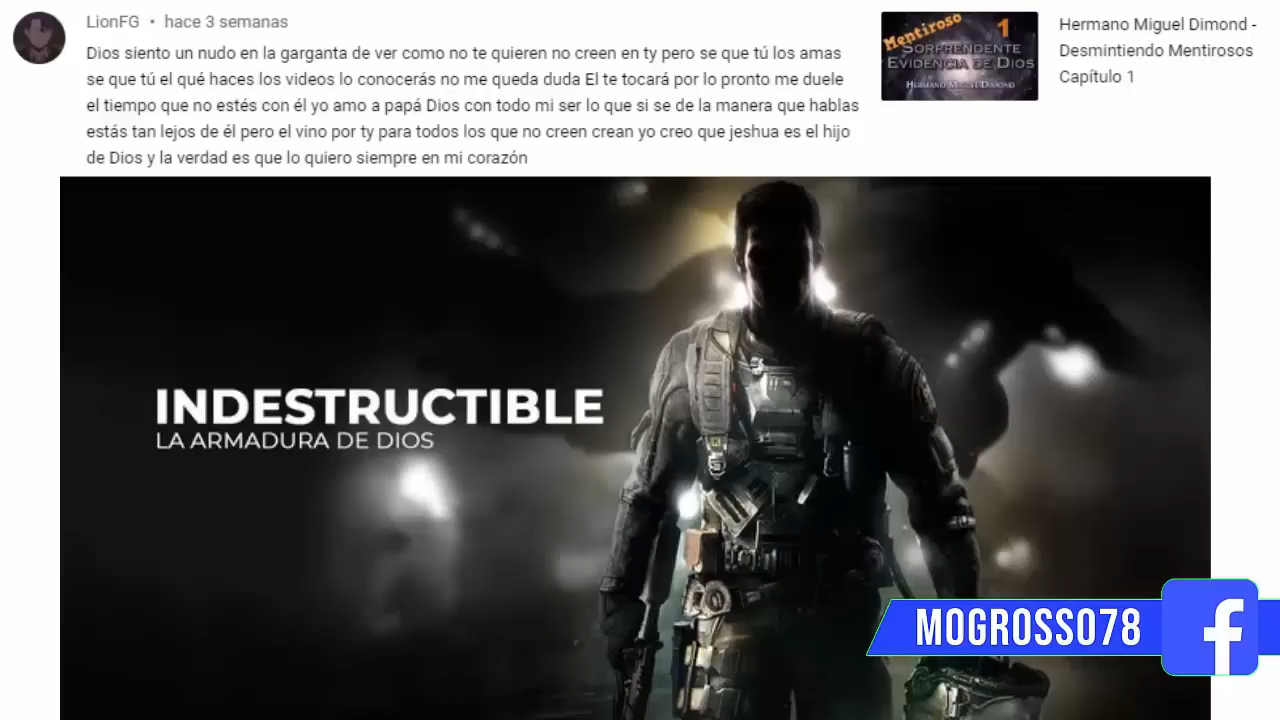 LionFG • hace 3 semanas
Dios siento un nudo en la garganta de ver como no te quieren no creen en ty pero se que tú los amas
se que tú el qué haces los videos lo conocerás no me queda duda El te tocará por lo pronto me duele
el tiempo que no estés con él yo amo a papá Dios con todo mi ser lo que si se de la manera que hablas
estás tan lejos de él pero el vino por ty para todos los que no creen crean yo creo que jeshua es el hijo
de Dios y la verdad es que lo quiero siempre en mi corazón
Mentiroso 1
SORPRENDENTE
EVIDENCIA DE DIOS
HERMANO MIGUEL DIMOND
Hermano Miguel Dimond -
Desmintiendo Mentirosos
Capítulo 1
INDESTRUCTIBLE
LA ARMADURA DE DIOS
MOGROSSO78